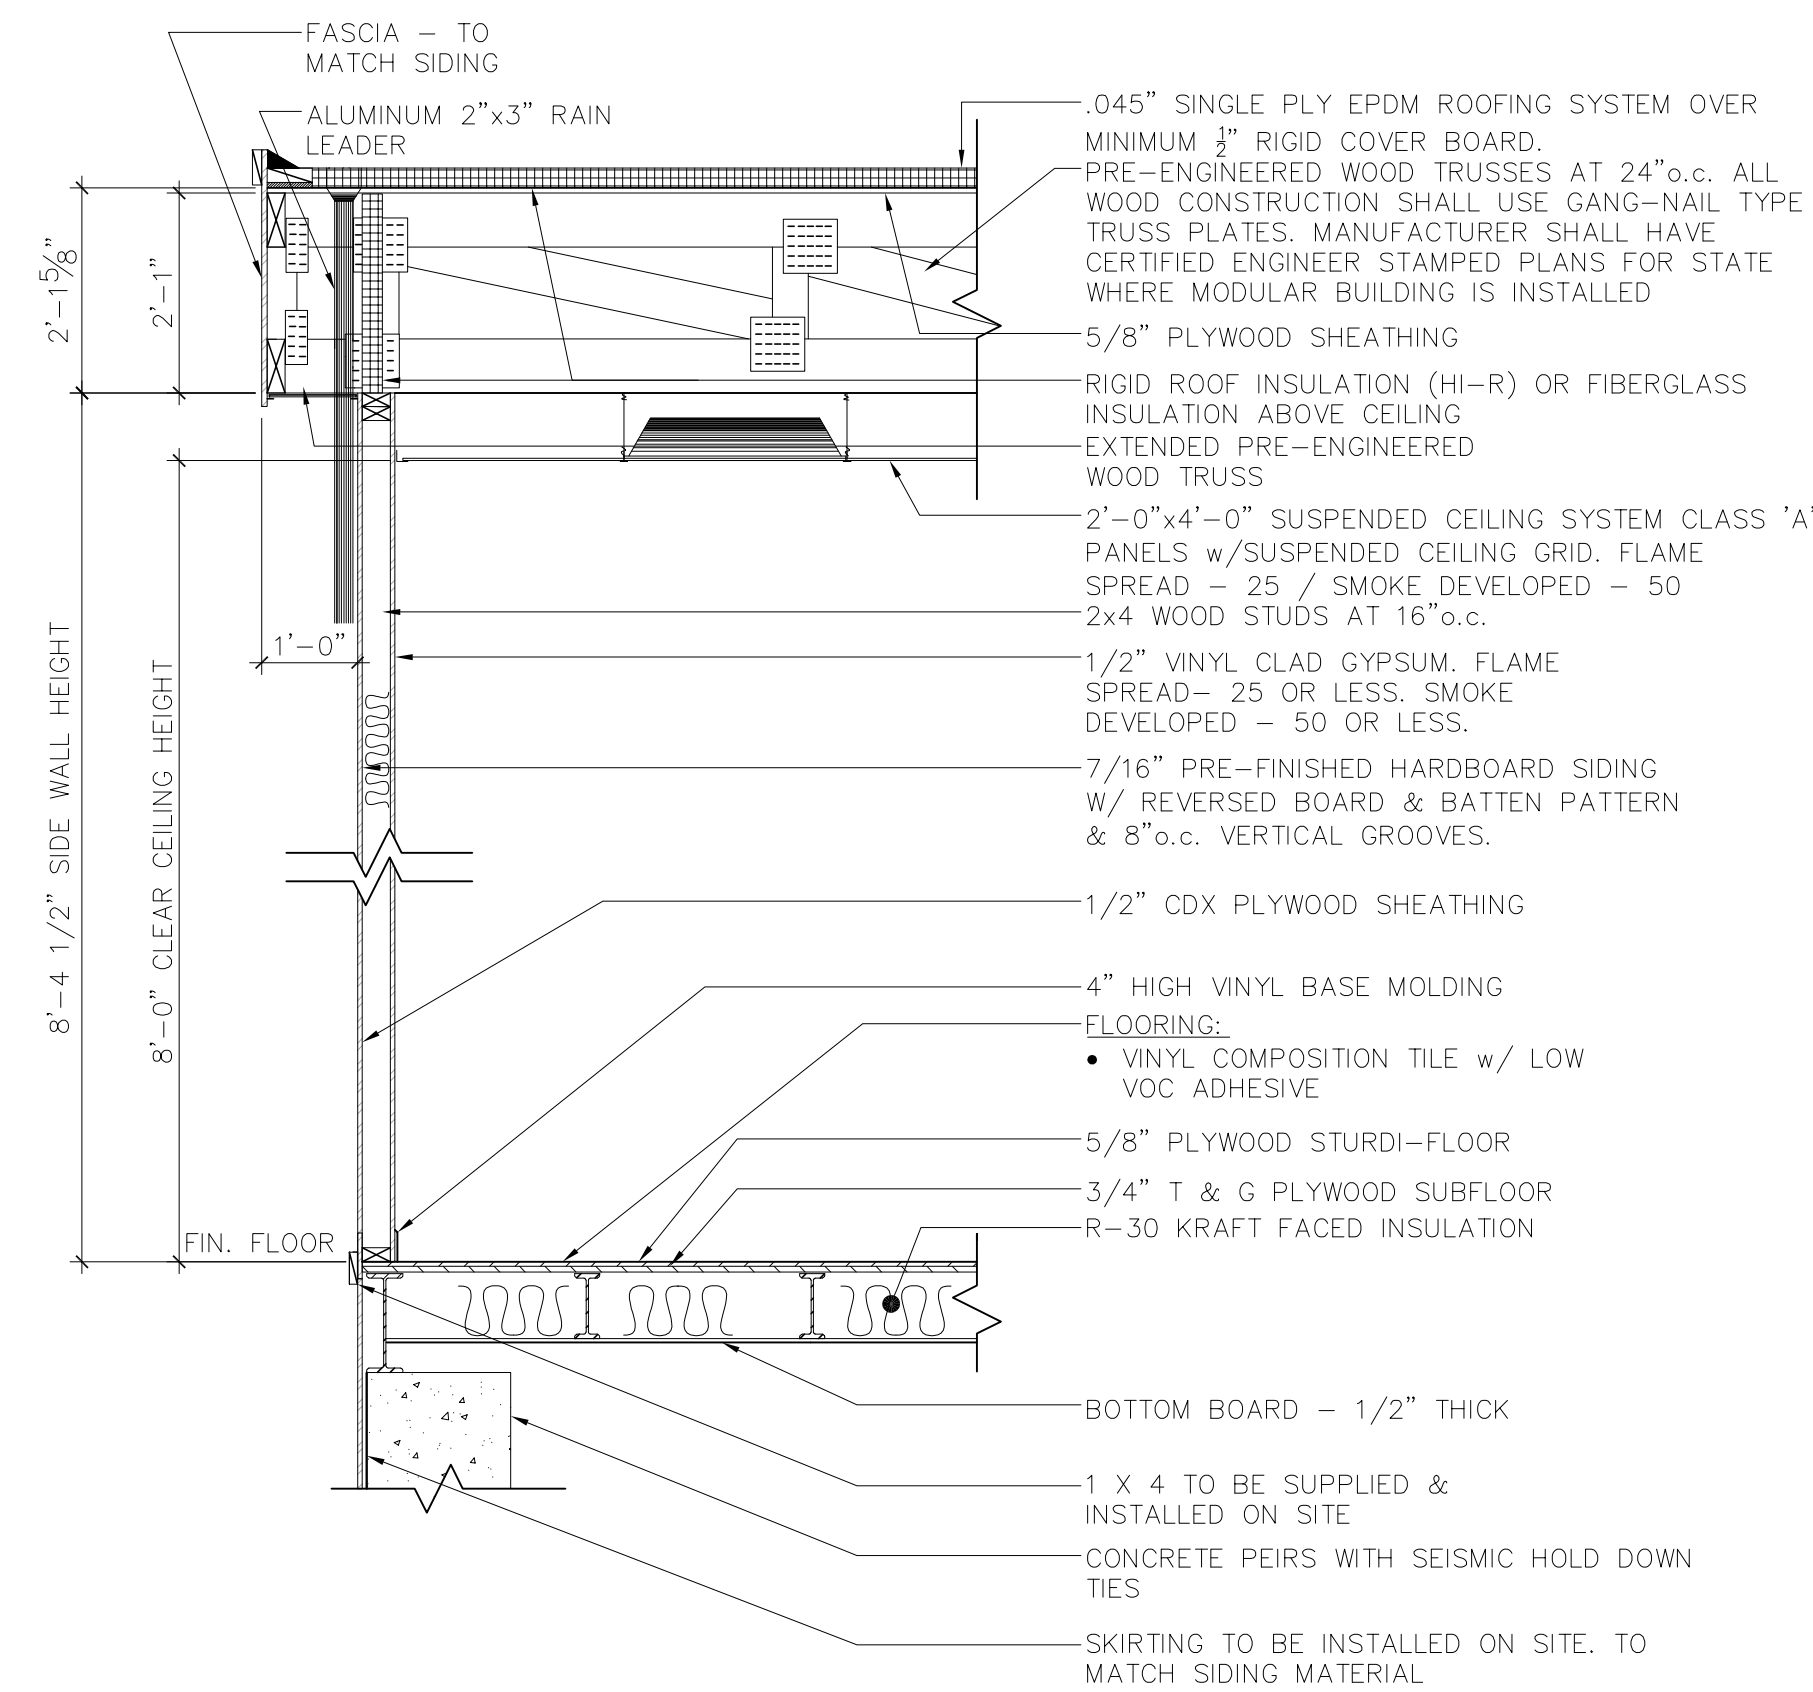 FASCIA – TO
MATCH SIDING
ALUMINUM 2"x3" RAIN
LEADER
.045" SINGLE PLY EPDM ROOFING SYSTEM OVER
MINIMUM ½" RIGID COVER BOARD.
PRE–ENGINEERED WOOD TRUSSES AT 24"o.c. ALL
WOOD CONSTRUCTION SHALL USE GANG–NAIL TYPE
TRUSS PLATES. MANUFACTURER SHALL HAVE
CERTIFIED ENGINEER STAMPED PLANS FOR STATE
WHERE MODULAR BUILDING IS INSTALLED
5/8" PLYWOOD SHEATHING
RIGID ROOF INSULATION (HI–R) OR FIBERGLASS
INSULATION ABOVE CEILING
EXTENDED PRE–ENGINEERED
WOOD TRUSS
2'–0"x4'–0" SUSPENDED CEILING SYSTEM CLASS 'A'
PANELS w/SUSPENDED CEILING GRID. FLAME
SPREAD – 25 / SMOKE DEVELOPED – 50
2x4 WOOD STUDS AT 16"o.c.
1/2" VINYL CLAD GYPSUM. FLAME
SPREAD– 25 OR LESS. SMOKE
DEVELOPED – 50 OR LESS.
7/16" PRE–FINISHED HARDBOARD SIDING
W/ REVERSED BOARD & BATTEN PATTERN
& 8"o.c. VERTICAL GROOVES.
1/2" CDX PLYWOOD SHEATHING
4" HIGH VINYL BASE MOLDING
FLOORING:
• VINYL COMPOSITION TILE w/ LOW
VOC ADHESIVE
5/8" PLYWOOD STURDI–FLOOR
3/4" T & G PLYWOOD SUBFLOOR
R–30 KRAFT FACED INSULATION
BOTTOM BOARD – 1/2" THICK
1 X 4 TO BE SUPPLIED &
INSTALLED ON SITE
CONCRETE PEIRS WITH SEISMIC HOLD DOWN
TIES
SKIRTING TO BE INSTALLED ON SITE. TO
MATCH SIDING MATERIAL
2'–1⅝"
2'–1"
1'–0"
8'–4 1/2" SIDE WALL HEIGHT
8'–0" CLEAR CEILING HEIGHT
FIN. FLOOR